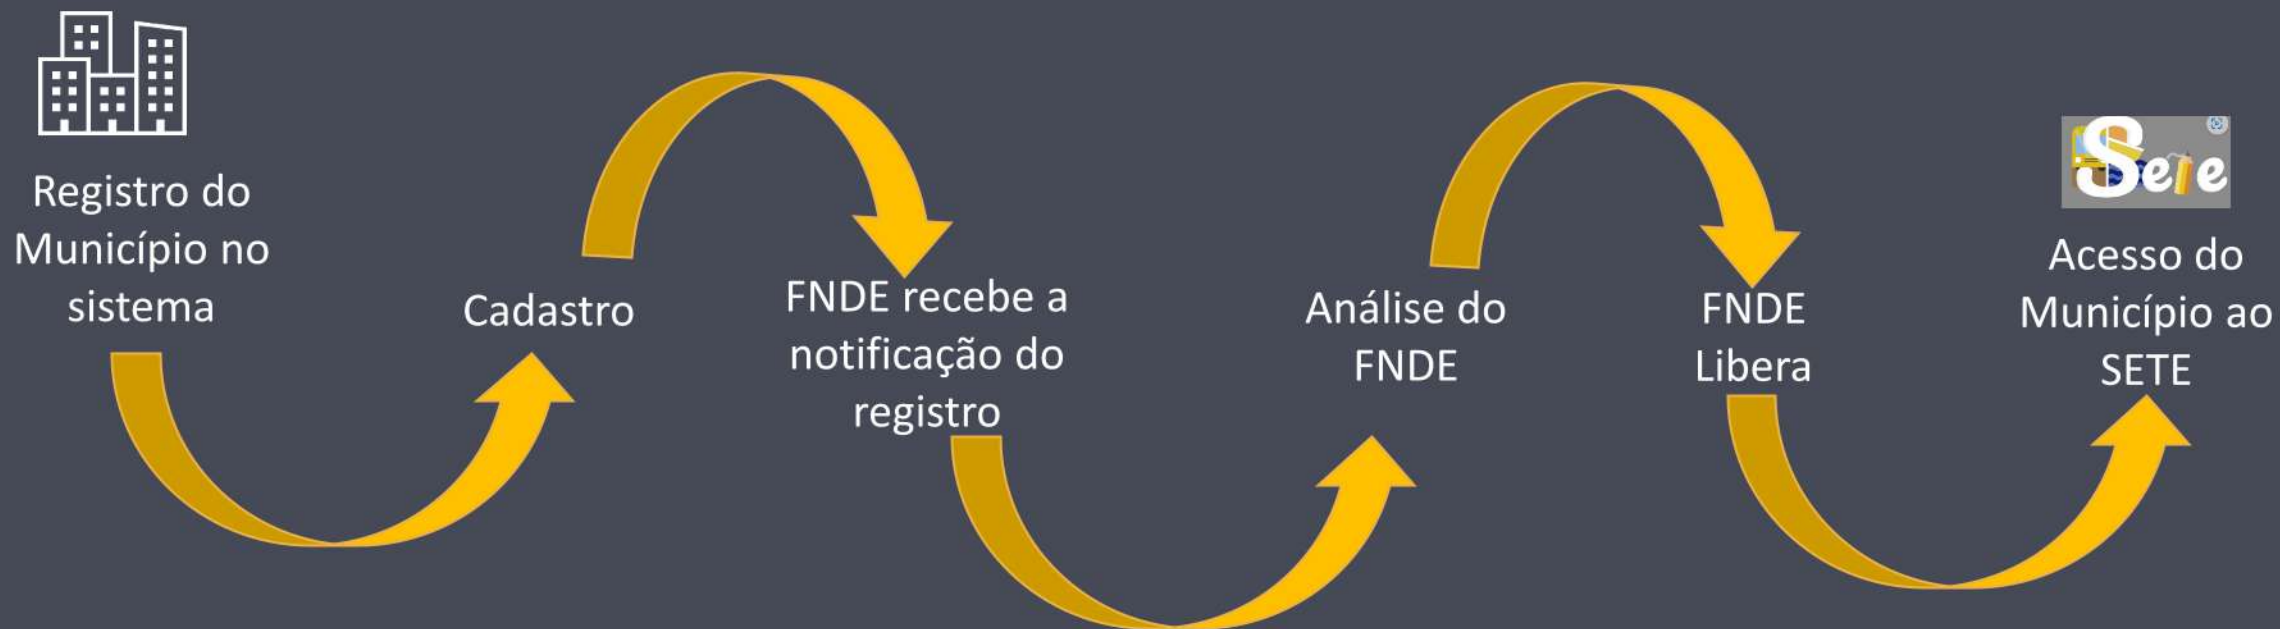 Registro do
Município no
sistema
Cadastro
FNDE recebe a
notificação do
registro
Análise do
FNDE
FNDE
Libera
Sete
Acesso do
Município ao
SETE